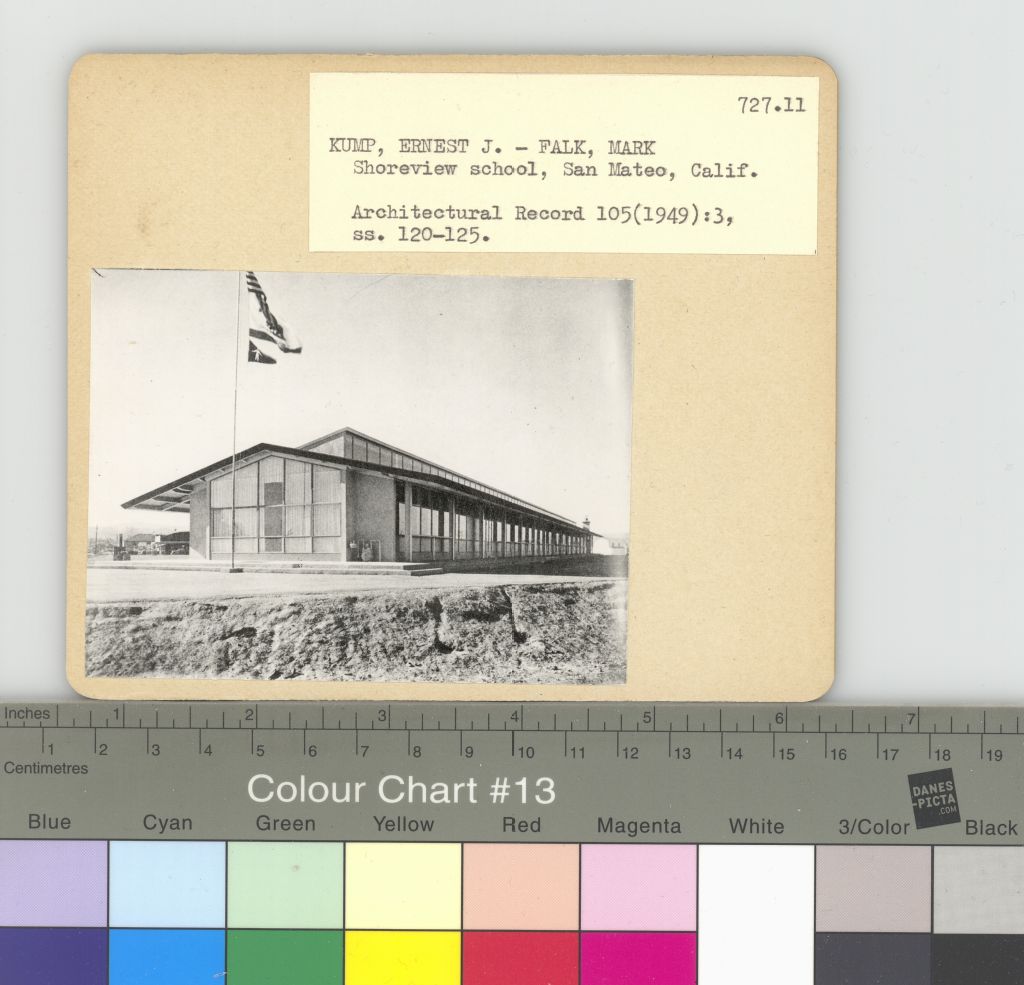 727.11
KUMP, ERNEST J. - FALK, MARK
Shoreview school, San Mateo, Calif.
Architectural Record 105(1949):3,
ss. 120-125.
Inches 1 2 3 4 5 6 7
1 2 3 4 5 6 7 8 9 10 11 12 13 14 15 16 17 18 19
Centimetres
Colour Chart #13
DANES
-PICTA
.COM
Blue Cyan Green Yellow Red Magenta White 3/Color Black